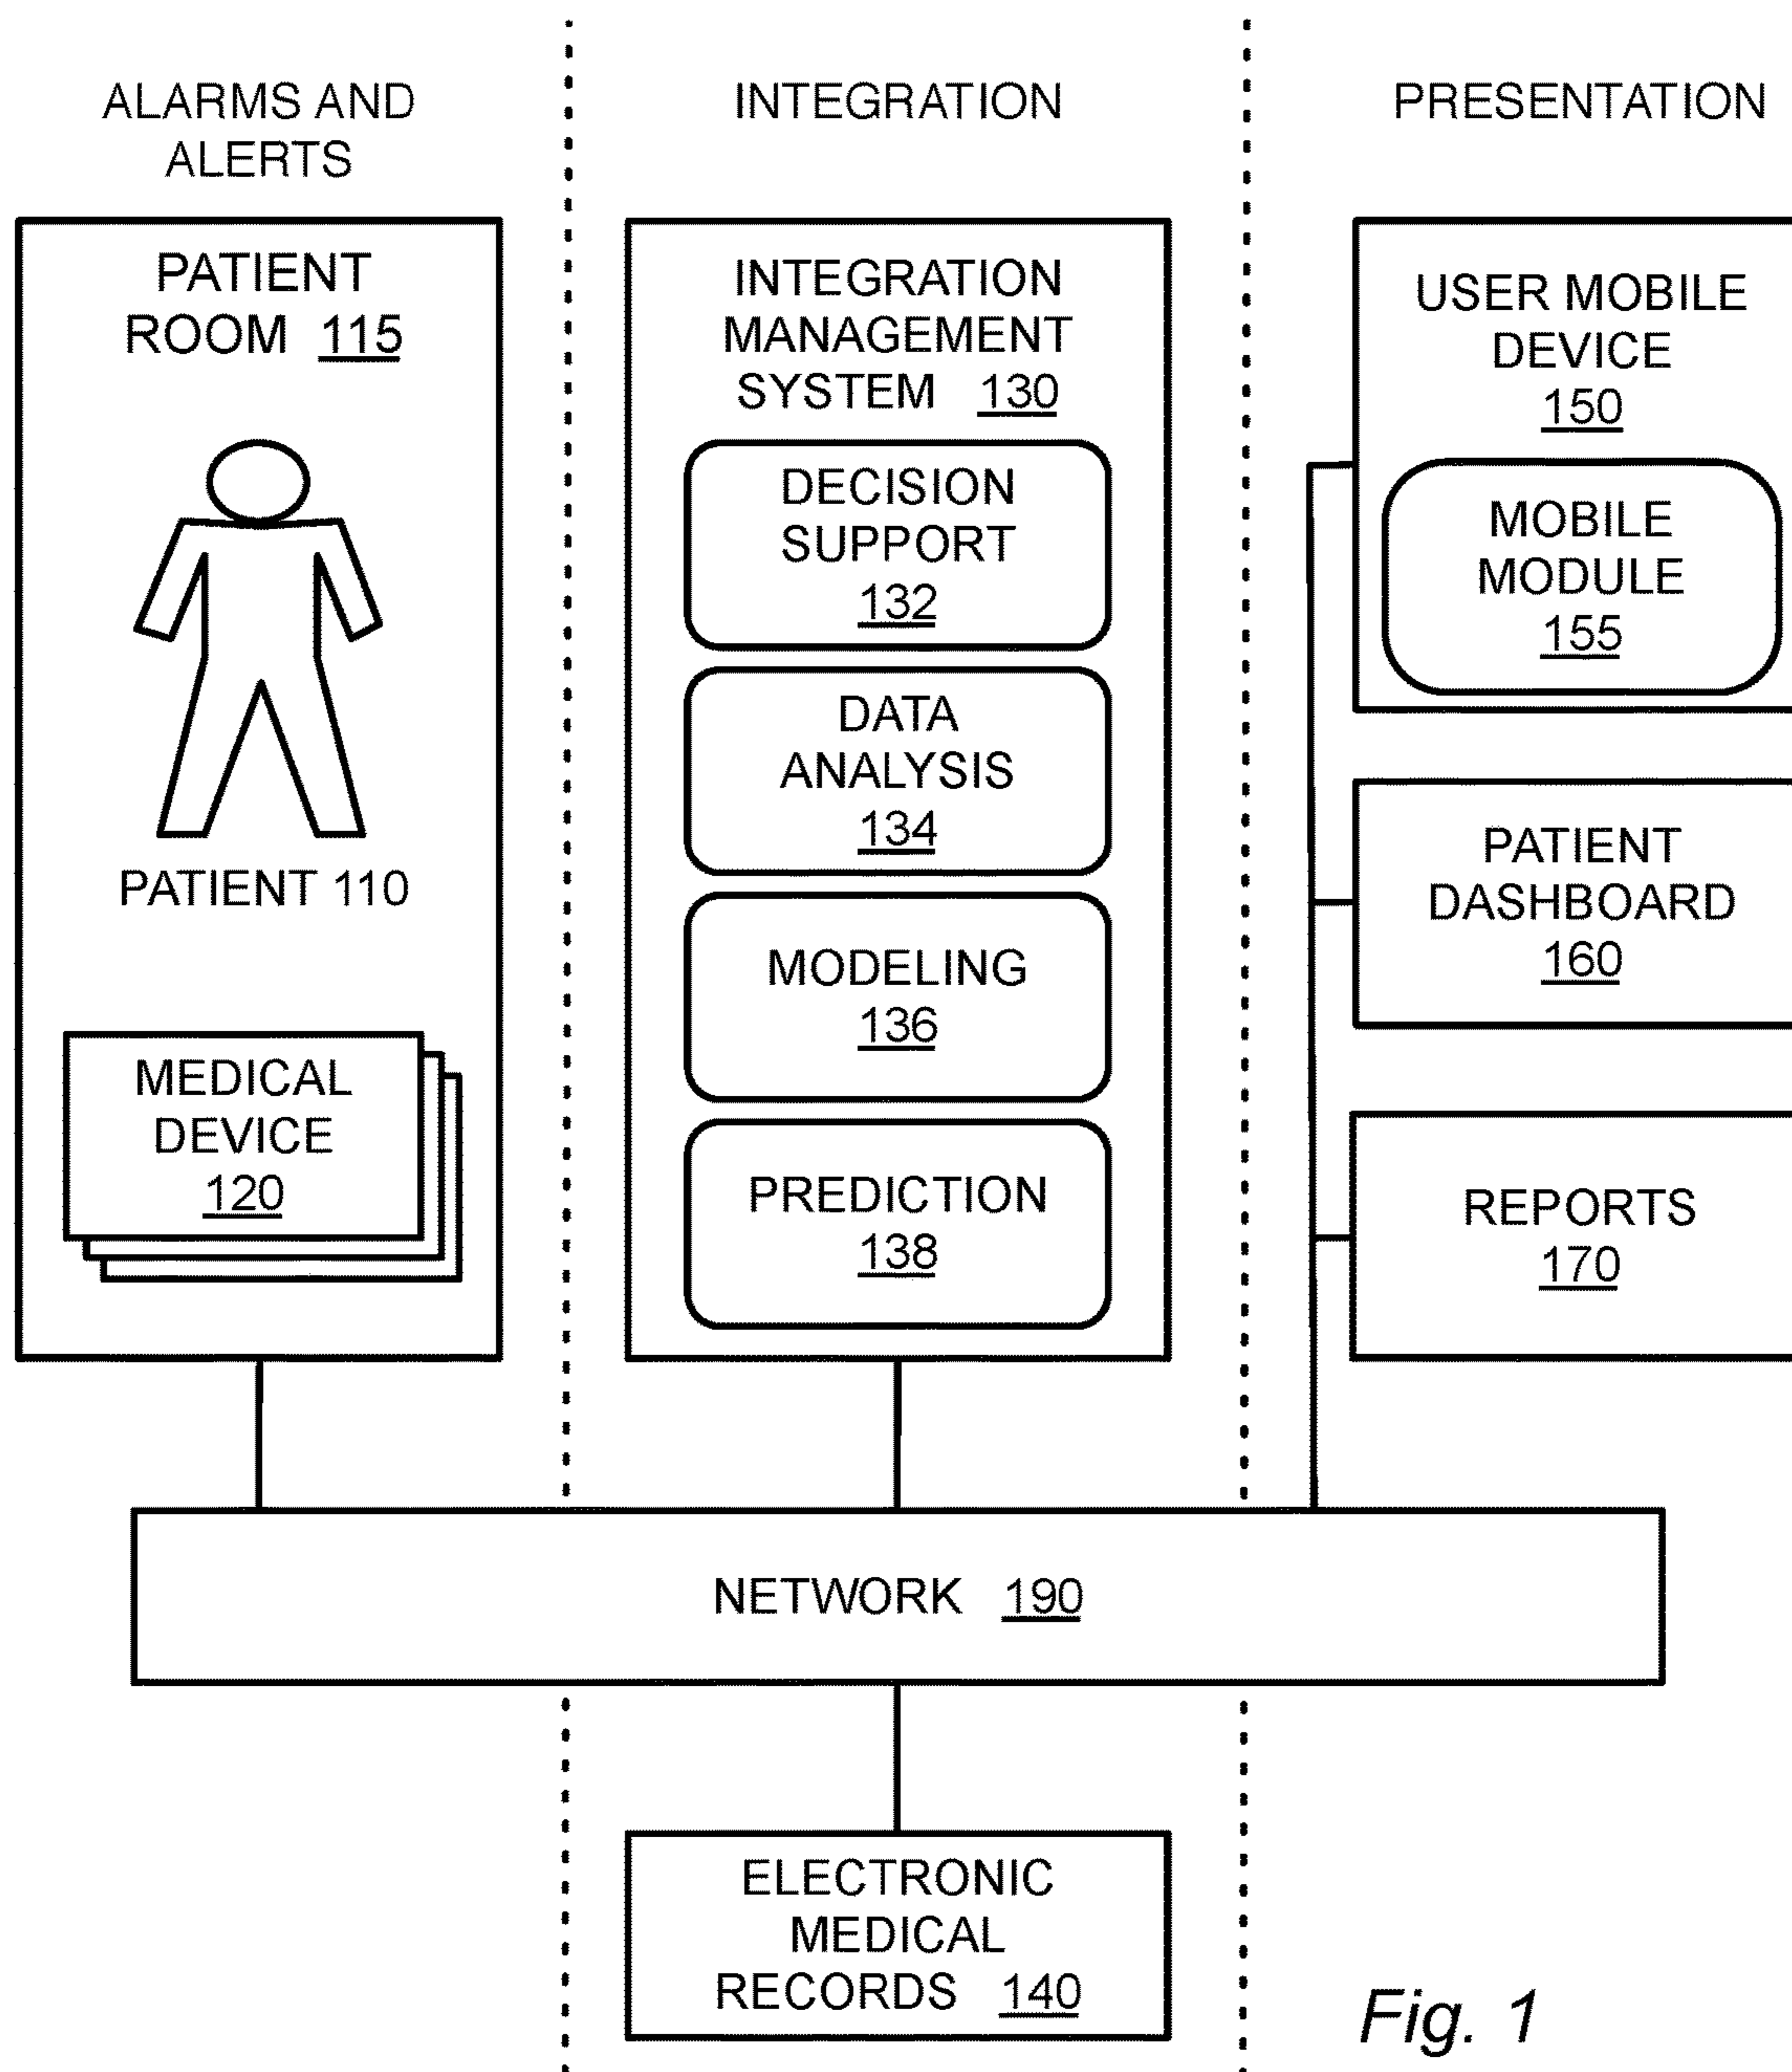 ALARMS AND
ALERTS
INTEGRATION
PRESENTATION
PATIENT
ROOM 115
PATIENT 110
MEDICAL
DEVICE
120
INTEGRATION
MANAGEMENT
SYSTEM 130
DECISION
SUPPORT
132
DATA
ANALYSIS
134
MODELING
136
PREDICTION
138
USER MOBILE
DEVICE
150
MOBILE
MODULE
155
PATIENT
DASHBOARD
160
REPORTS
170
NETWORK 190
ELECTRONIC
MEDICAL
RECORDS 140
Fig. 1